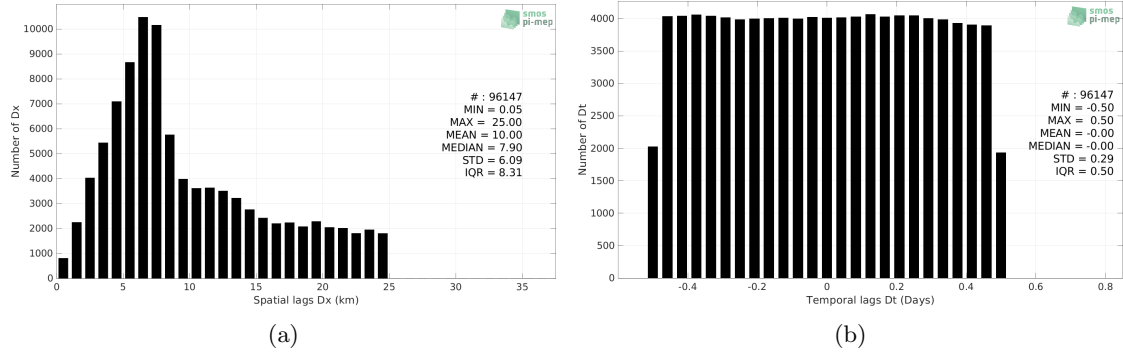 10000
9000
8000
7000
6000
5000
4000
3000
2000
1000
0
Number of Dx
0 5 10 15 20 25 30 35
Spatial lags Dx (km)
smos
pi-mep
# : 96147
MIN = 0.05
MAX = 25.00
MEAN = 10.00
MEDIAN = 7.90
STD = 6.09
IQR = 8.31
(a)
4000
3500
3000
2500
2000
1500
1000
500
0
Number of Dt
-0.4 -0.2 0 0.2 0.4 0.6 0.8
Temporal lags Dt (Days)
smos
pi-mep
# : 96147
MIN = -0.50
MAX = 0.50
MEAN = -0.00
MEDIAN = -0.00
STD = 0.29
IQR = 0.50
(b)